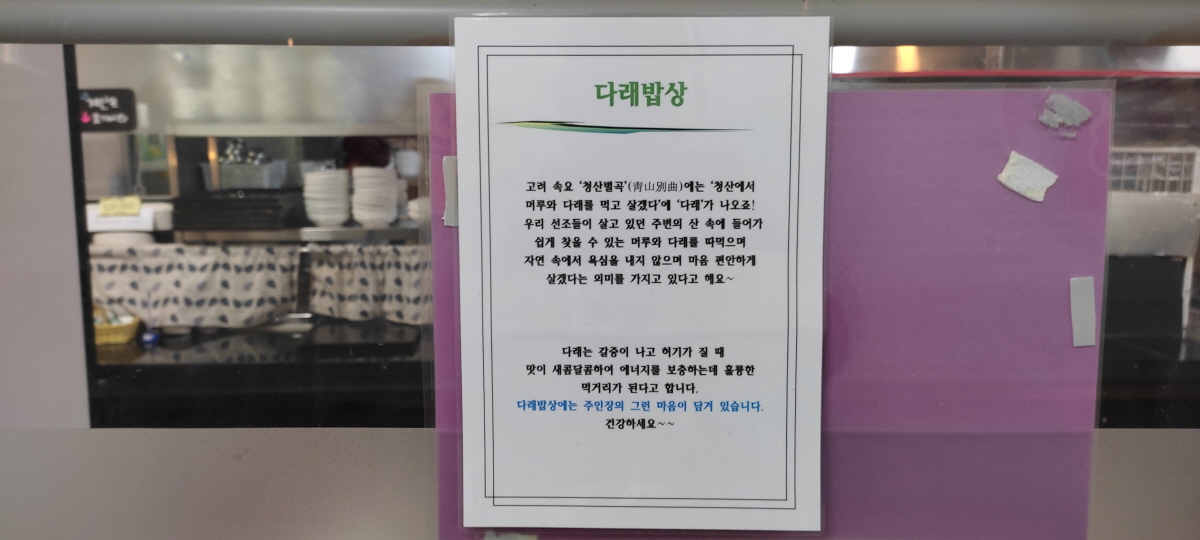 다래밥상
고려 속요 '청산별곡'(靑山別曲)에는 '청산에서
머루와 다래를 먹고 살겠다'에 '다래'가 나오죠!
우리 선조들이 살고 있던 주변의 산 속에 들어가
쉽게 찾을 수 있는 머루와 다래를 따먹으며
자연 속에서 욕심을 내지 않으며 마음 편안하게
살겠다는 의미를 가지고 있다고 해요~
다래는 갈증이 나고 허기가 질 때
맛이 새콤달콤하여 에너지를 보충하는데 훌륭한
먹거리가 된다고 합니다.
다래밥상에는 주인장의 그런 마음이 담겨 있습니다.
건강하세요~~